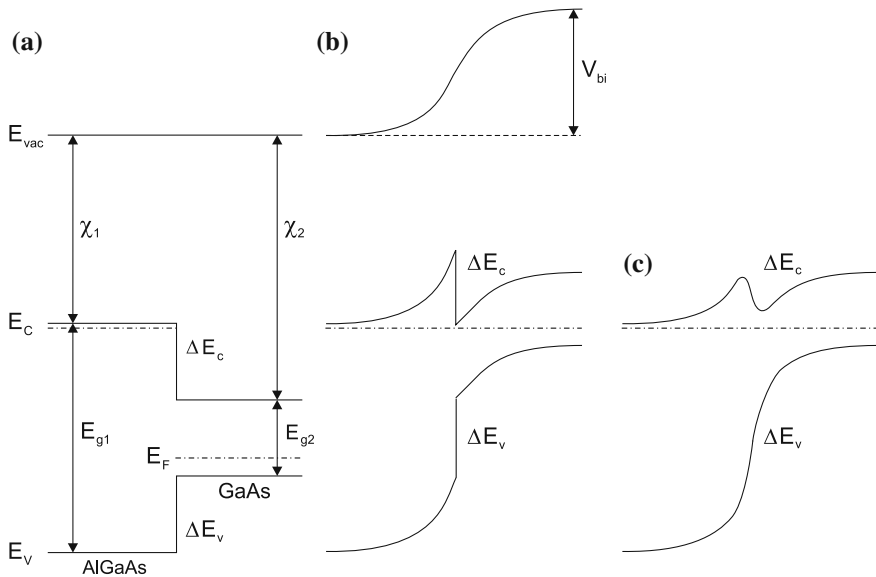 (a)
(b)
V_bi
E_vac
χ₁
χ₂
ΔE_c
(c)
ΔE_c
E_C
ΔE_c
E_g1
E_g2
ΔE_v
ΔE_v
E_F
GaAs
ΔE_v
E_V
AlGaAs